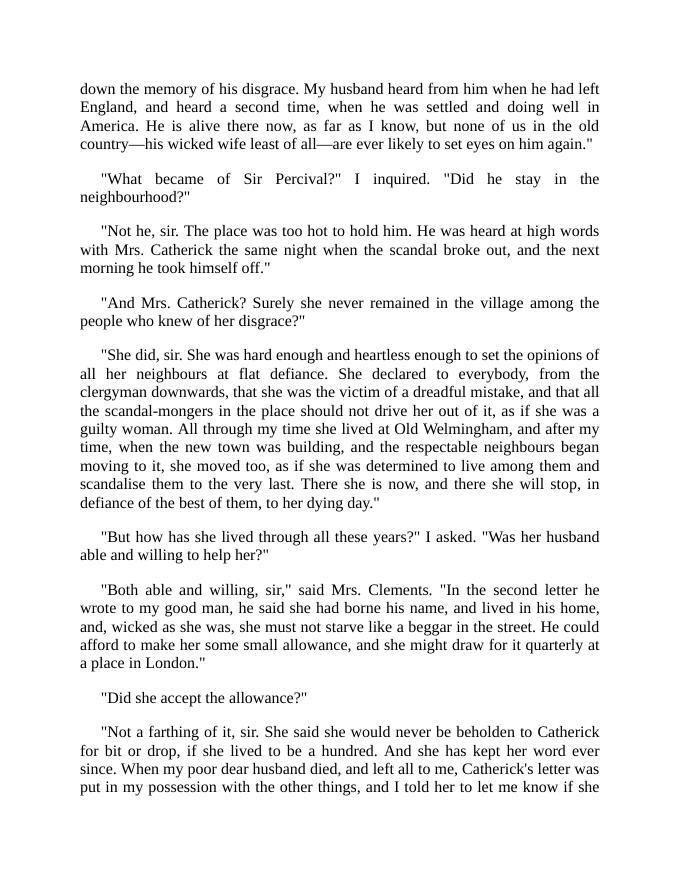 down the memory of his disgrace. My husband heard from him when he had left
England, and heard a second time, when he was settled and doing well in
America. He is alive there now, as far as I know, but none of us in the old
country—his wicked wife least of all—are ever likely to set eyes on him again."
"What became of Sir Percival?" I inquired. "Did he stay in the
neighbourhood?"
"Not he, sir. The place was too hot to hold him. He was heard at high words
with Mrs. Catherick the same night when the scandal broke out, and the next
morning he took himself off."
"And Mrs. Catherick? Surely she never remained in the village among the
people who knew of her disgrace?"
"She did, sir. She was hard enough and heartless enough to set the opinions of
all her neighbours at flat defiance. She declared to everybody, from the
clergyman downwards, that she was the victim of a dreadful mistake, and that all
the scandal-mongers in the place should not drive her out of it, as if she was a
guilty woman. All through my time she lived at Old Welmingham, and after my
time, when the new town was building, and the respectable neighbours began
moving to it, she moved too, as if she was determined to live among them and
scandalise them to the very last. There she is now, and there she will stop, in
defiance of the best of them, to her dying day."
"But how has she lived through all these years?" I asked. "Was her husband
able and willing to help her?"
"Both able and willing, sir," said Mrs. Clements. "In the second letter he
wrote to my good man, he said she had borne his name, and lived in his home,
and, wicked as she was, she must not starve like a beggar in the street. He could
afford to make her some small allowance, and she might draw for it quarterly at
a place in London."
"Did she accept the allowance?"
"Not a farthing of it, sir. She said she would never be beholden to Catherick
for bit or drop, if she lived to be a hundred. And she has kept her word ever
since. When my poor dear husband died, and left all to me, Catherick's letter was
put in my possession with the other things, and I told her to let me know if she